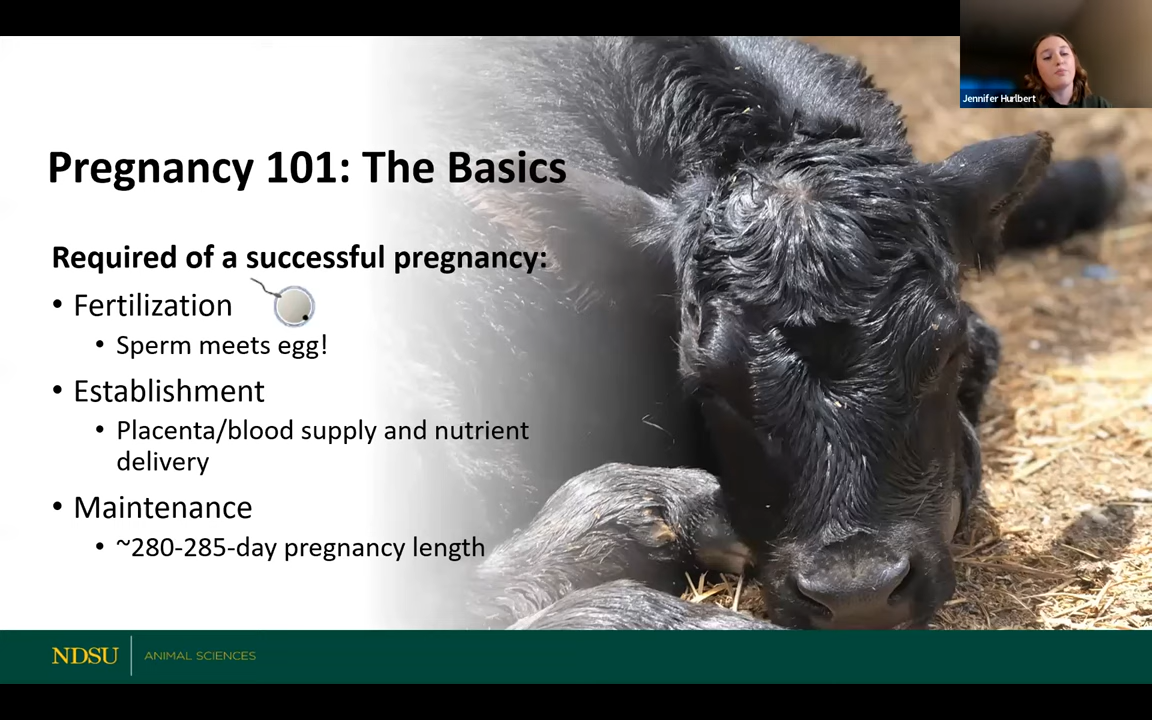 Jennifer Hurlbert
Pregnancy 101: The Basics
Required of a successful pregnancy:
• Fertilization
• Sperm meets egg!
• Establishment
• Placenta/blood supply and nutrient
delivery
• Maintenance
• ~280-285-day pregnancy length
NDSU
ANIMAL SCIENCES